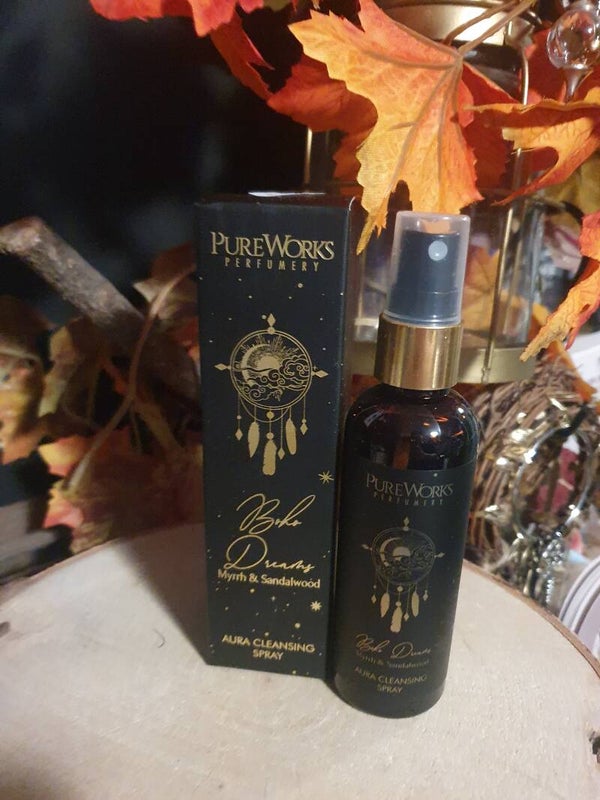 PUREWORKS
PERFUMERY
Boho
Dreams
Myrrh & Sandalwood
AURA CLEANSING
SPRAY
PUREWORKS
PERFUMERY
Boho Dreams
Myrrh & Sandalwood
AURA CLEANSING
SPRAY